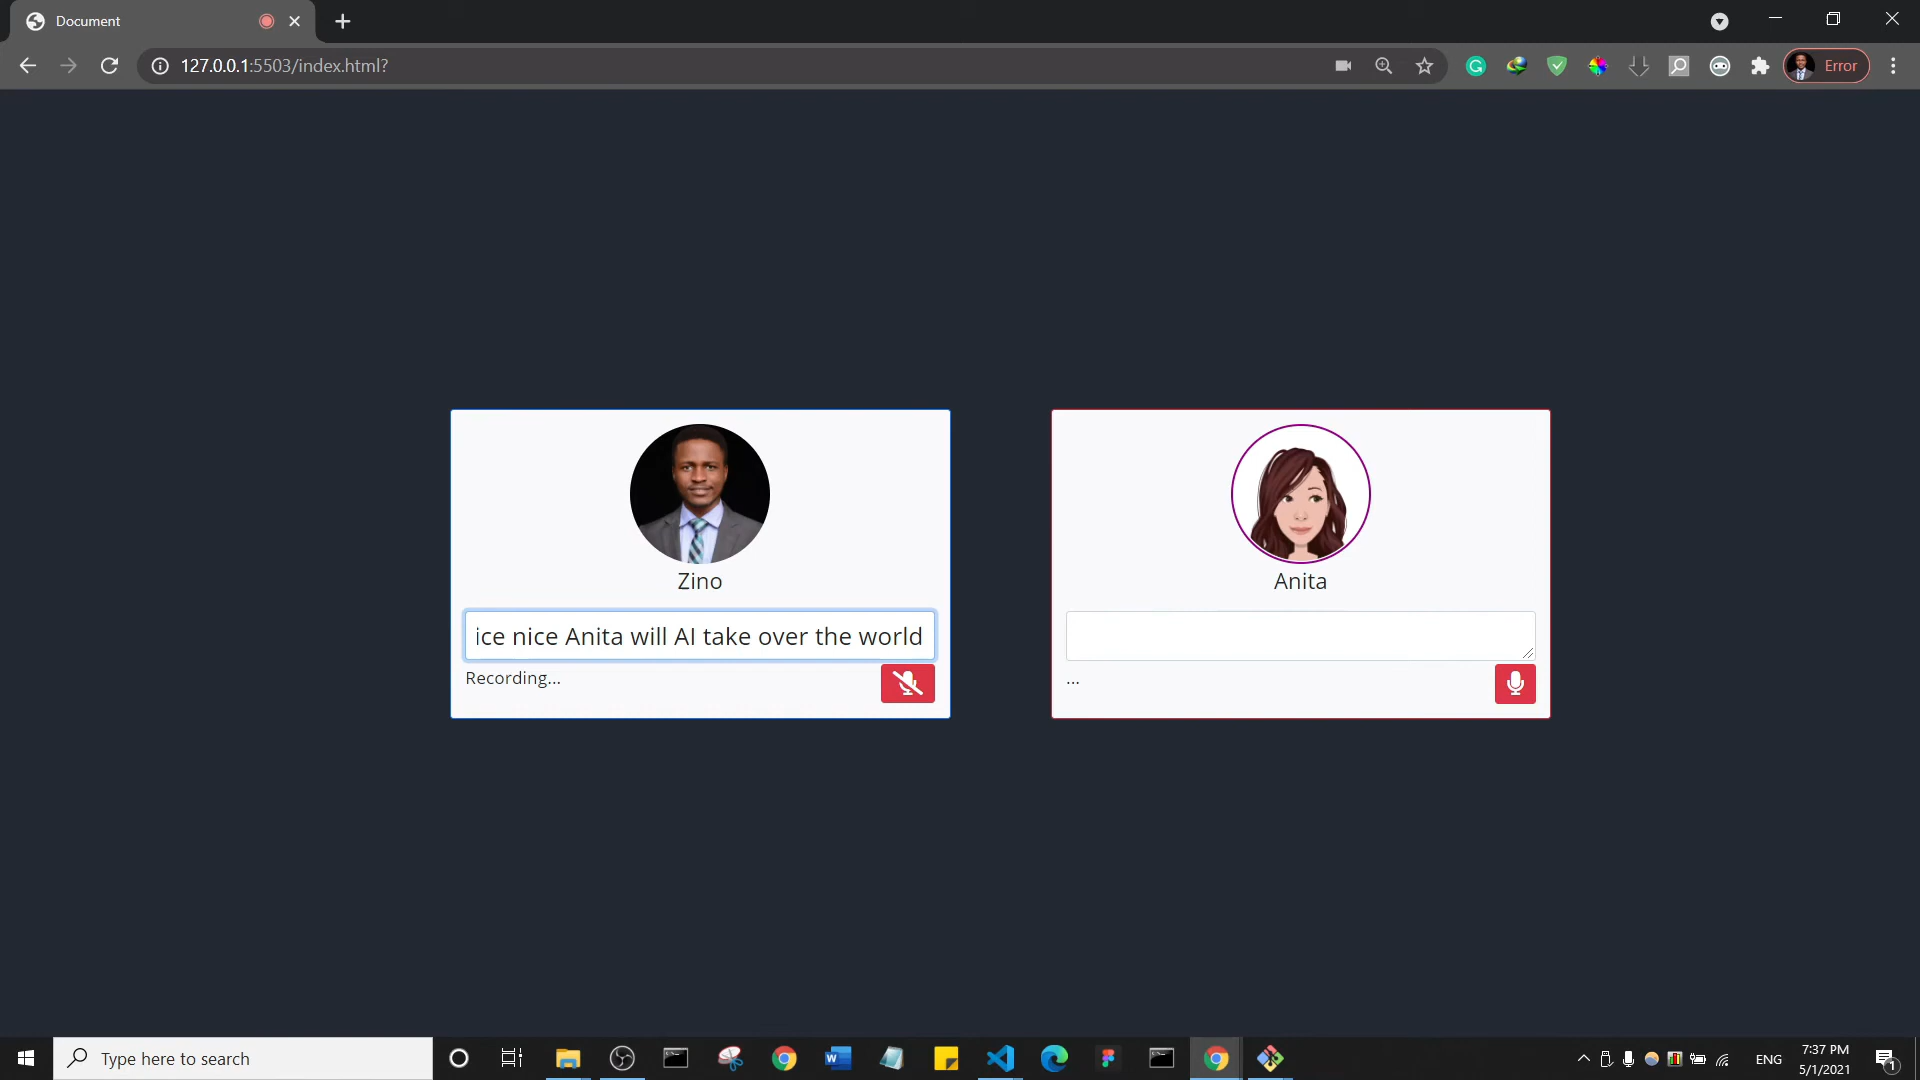 Document
127.0.0.1:5503/index.html?
Error
Zino
ice nice Anita will AI take over the world
Recording...
Anita
...
Type here to search
ENG
7:37 PM
5/1/2021
1